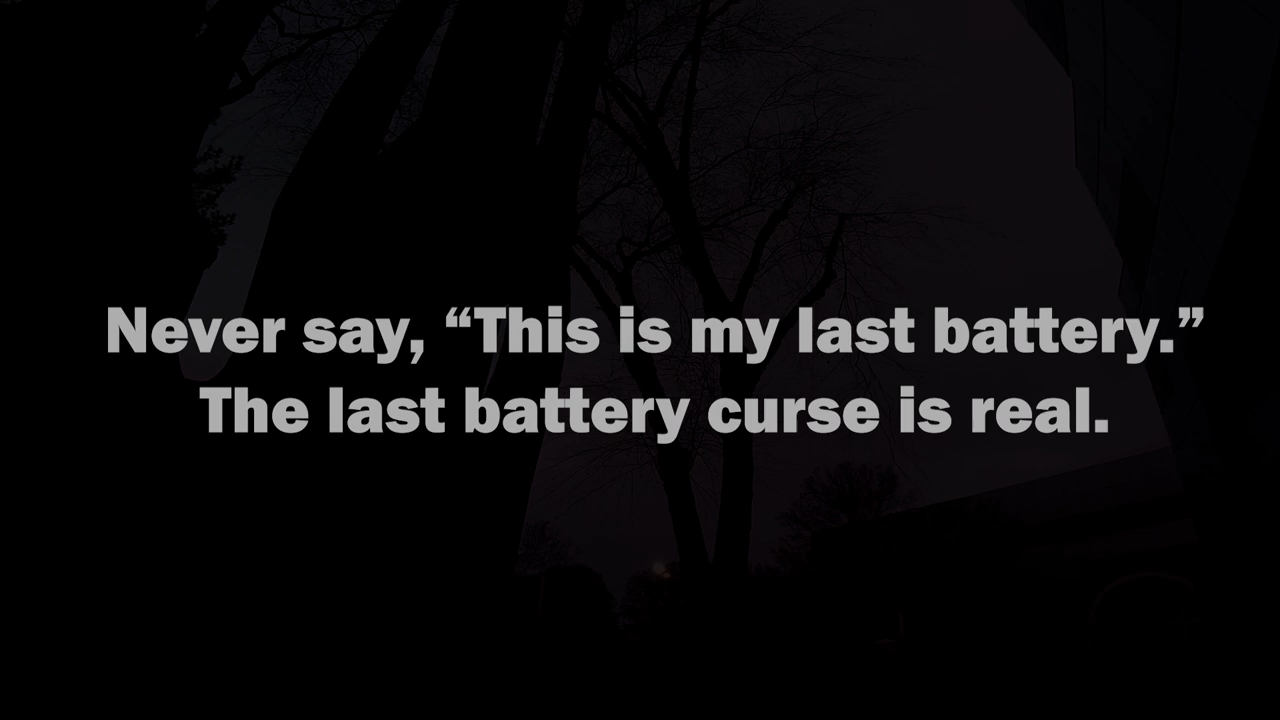 Never say, “This is my last battery.”
The last battery curse is real.